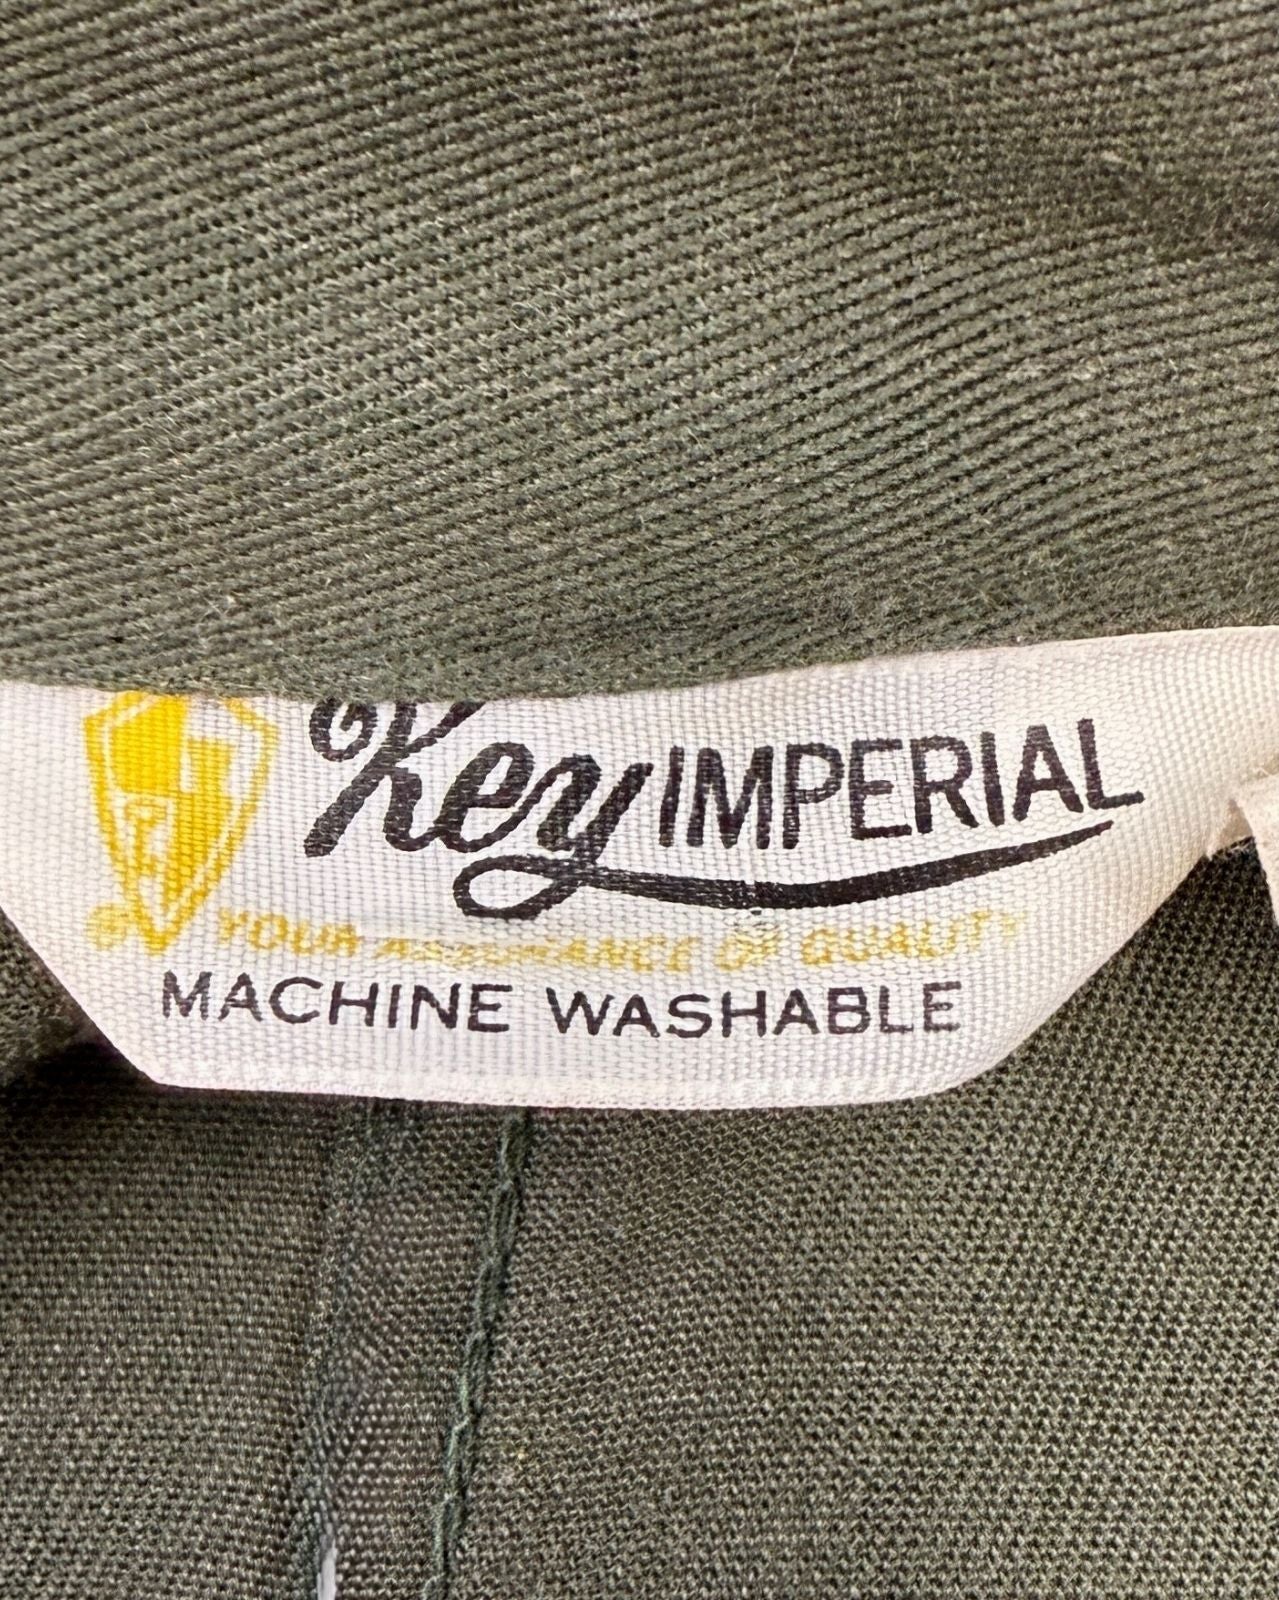 Key IMPERIAL
YOUR ASSURANCE OF QUALITY
MACHINE WASHABLE